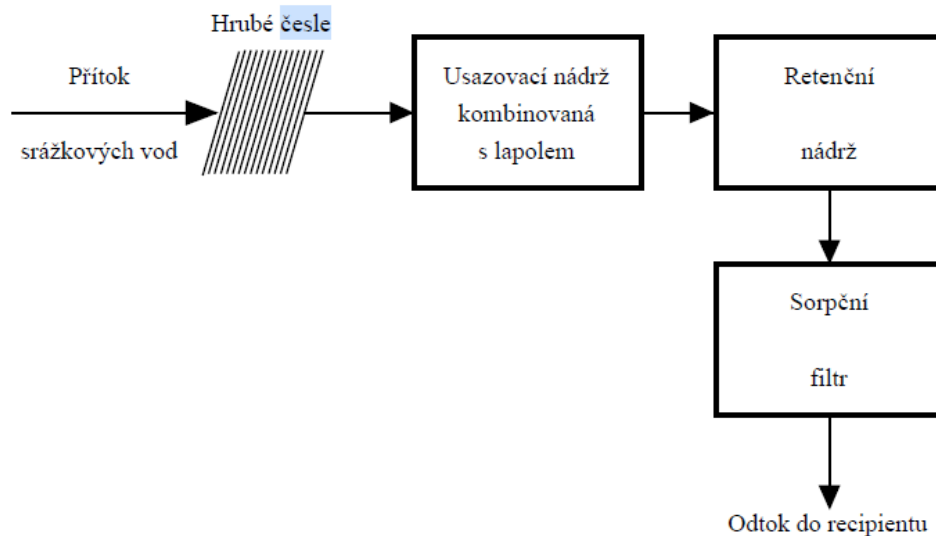 Hrubé česle
Přítok
srážkových vod
Usazovací nádrž
kombinovaná
s lapolem
Retenční
nádrž
Sorpční
filtr
Odtok do recipientu